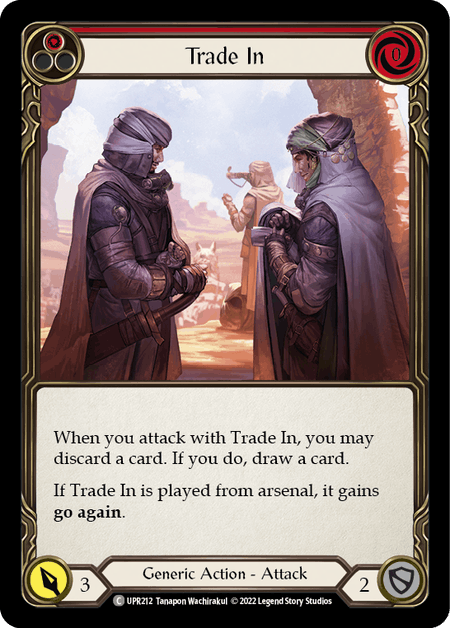 Trade In
0
When you attack with Trade In, you may
discard a card. If you do, draw a card.
If Trade In is played from arsenal, it gains
go again.
3
Generic Action - Attack
2
C UPR212 Tanapon Wachirakul © 2022 Legend Story Studios